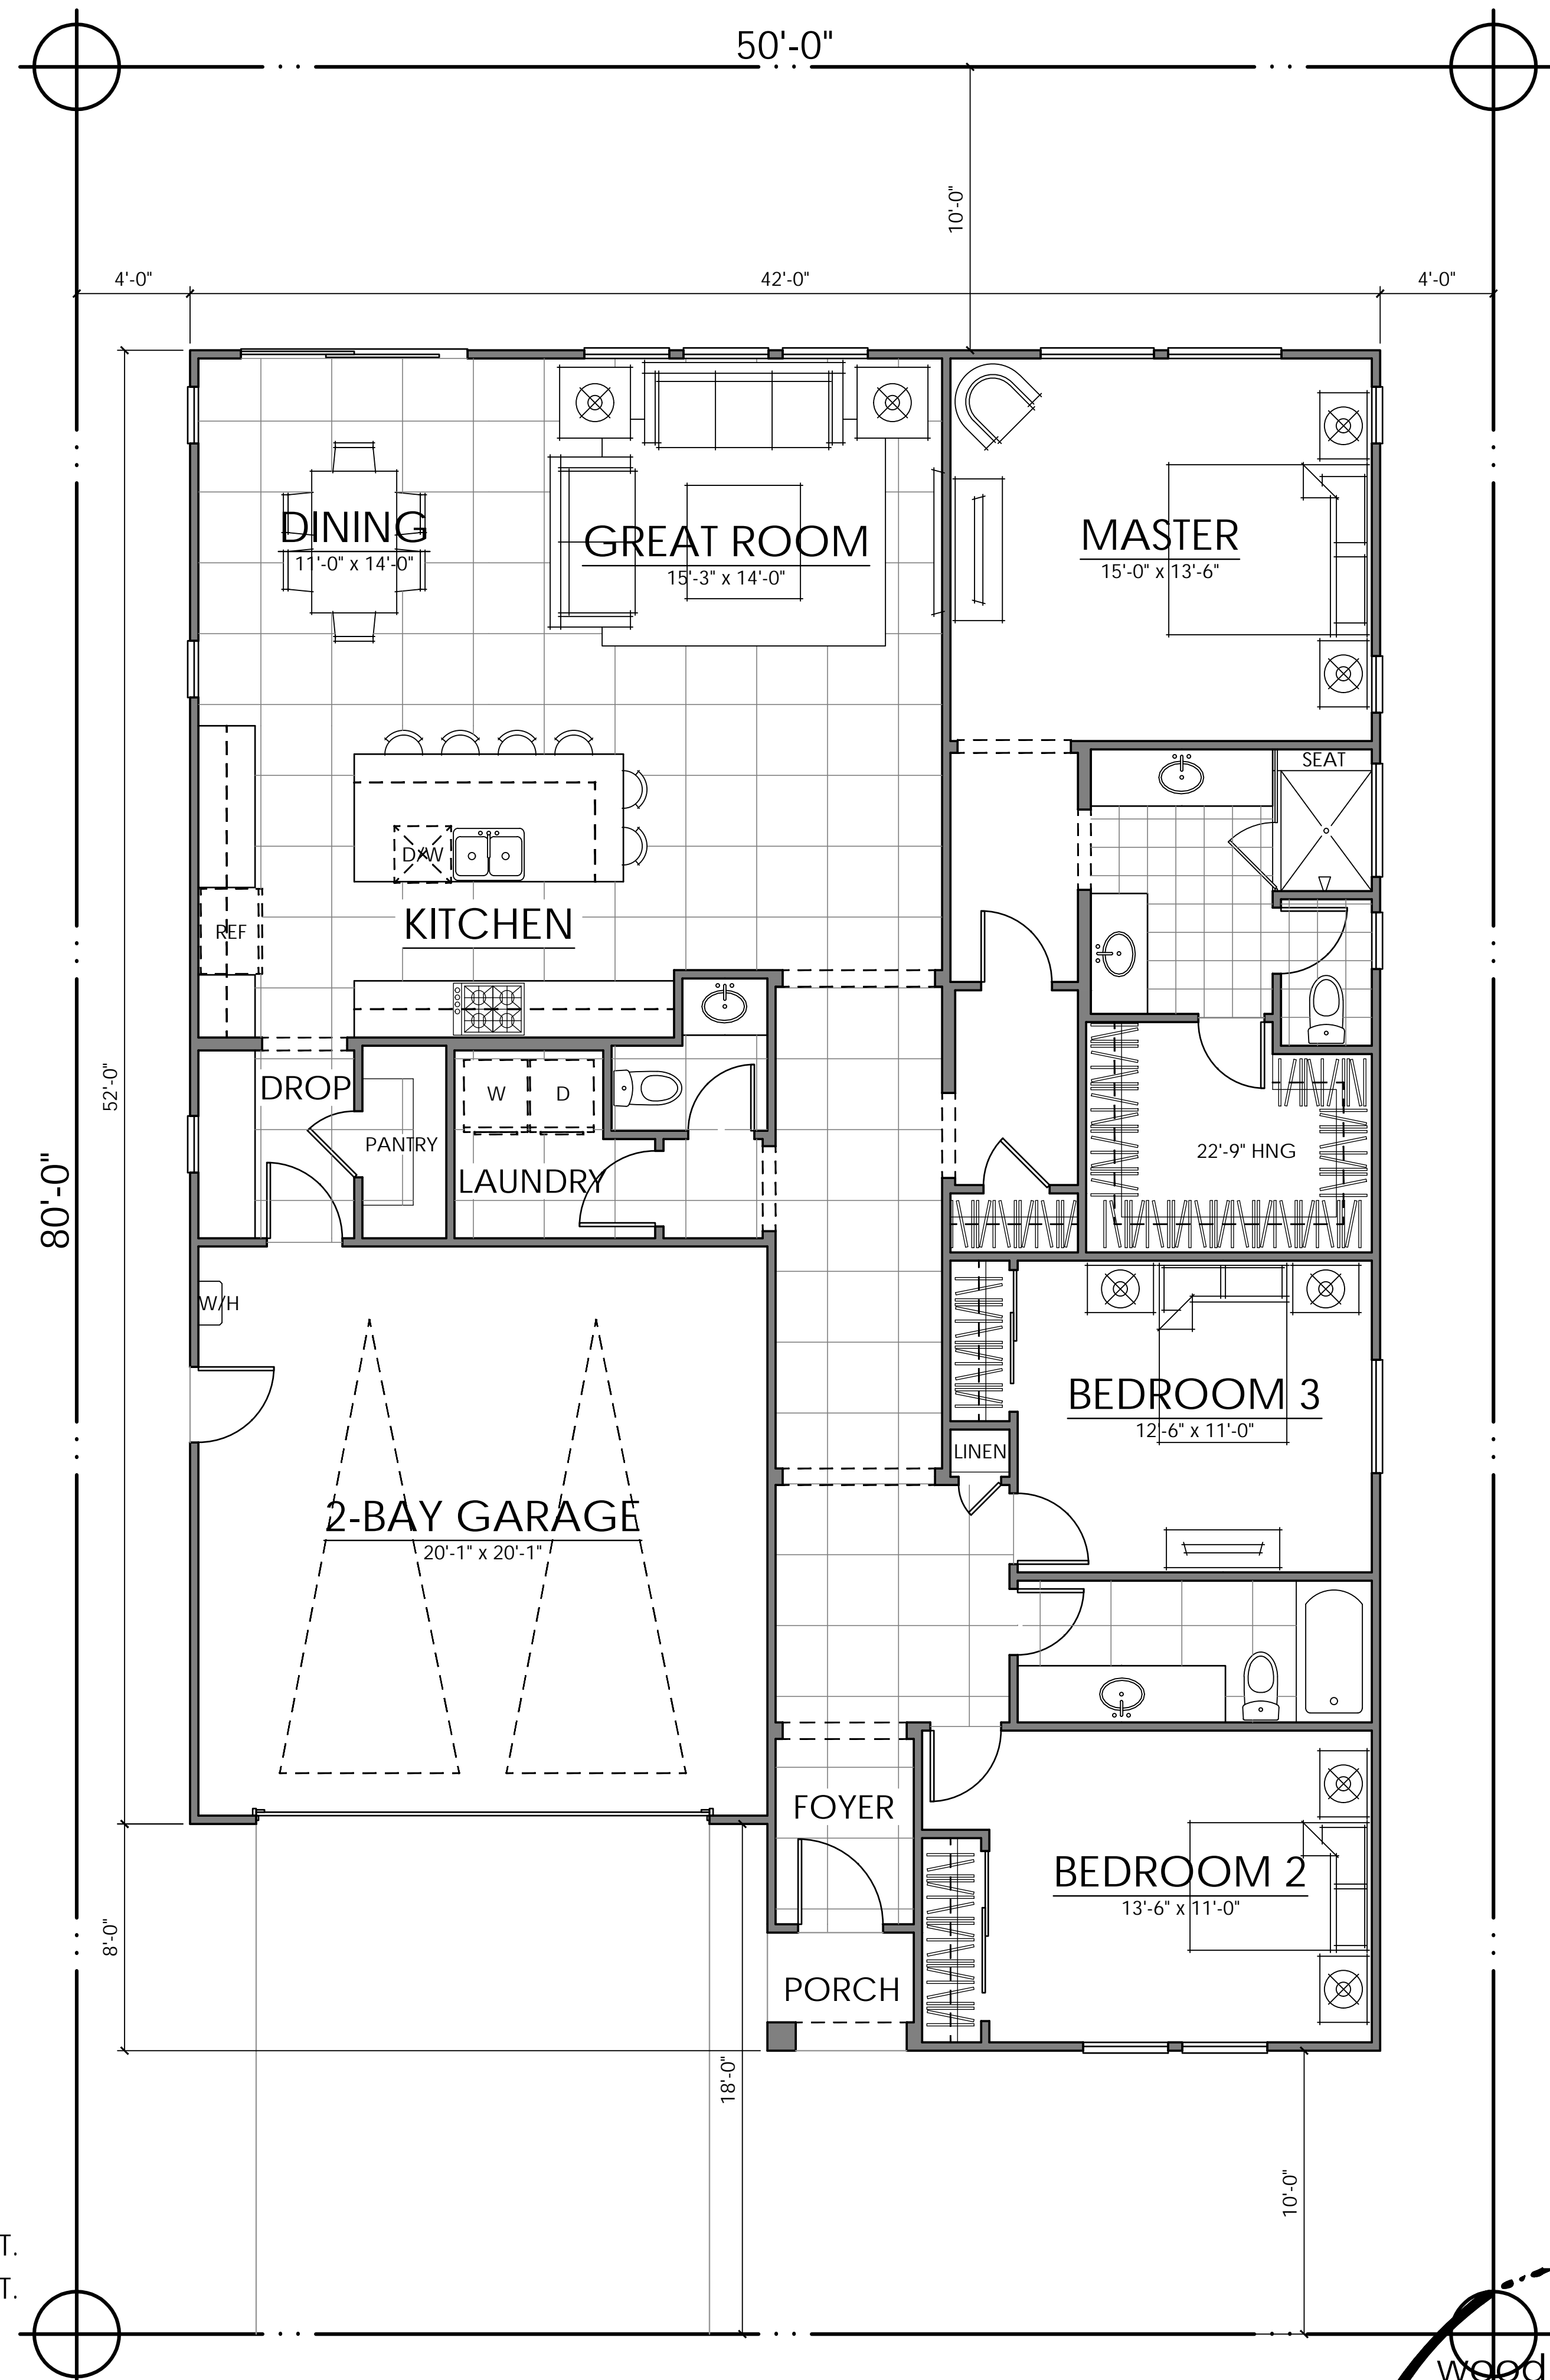 50'-0"
10'-0"
4'-0"
42'-0"
4'-0"
DINING
11'-0" x 14'-0"
GREAT ROOM
15'-3" x 14'-0"
MASTER
15'-0" x 13'-6"
SEAT
D/W
KITCHEN
REF
52'-0"
DROP
W
D
PANTRY
LAUNDRY
22'-9" HNG
80'-0"
W/H
BEDROOM 3
12'-6" x 11'-0"
LINEN
2-BAY GARAGE
20'-1" x 20'-1"
FOYER
BEDROOM 2
13'-6" x 11'-0"
8'-0"
PORCH
18'-0"
10'-0"
T.
T.
wood